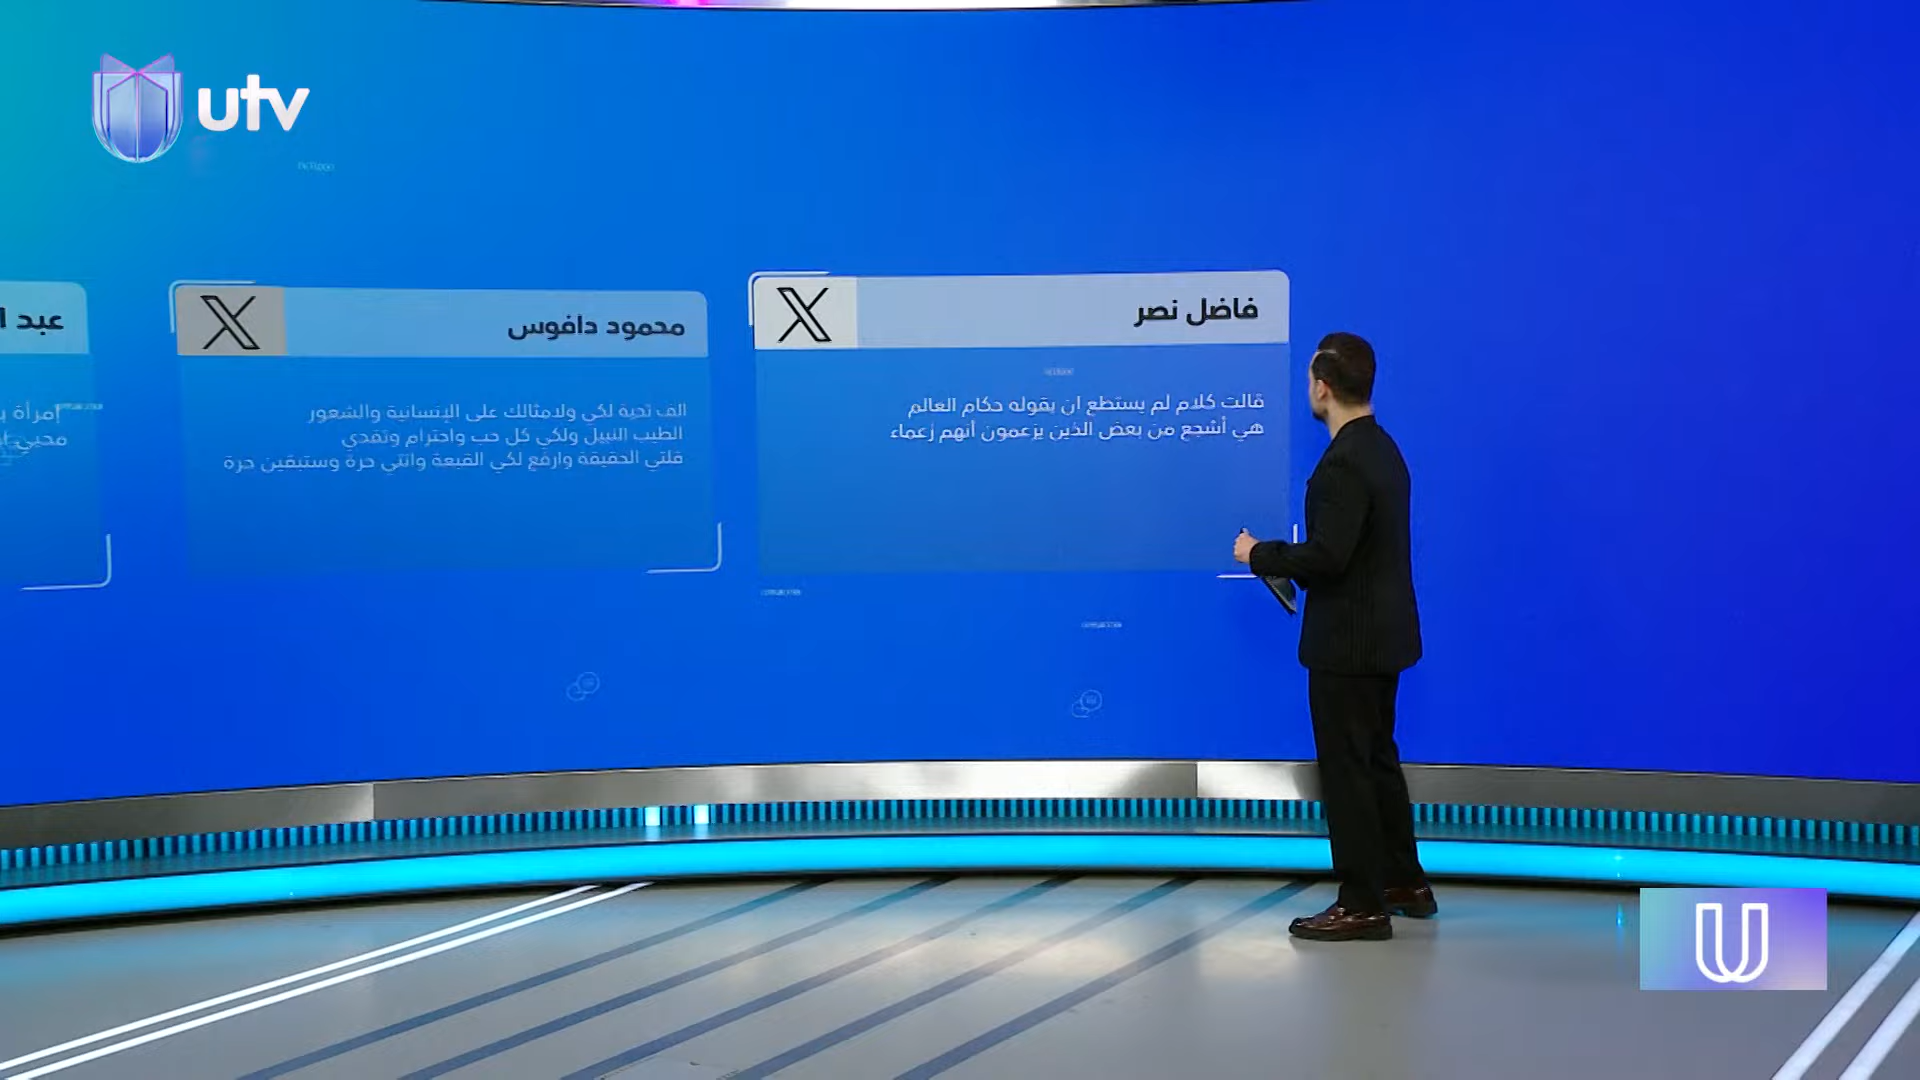 utv
فاضل نصر
قالت كلام لم يستطع ان يقوله حكام العالم
هي أشجع من بعض الذين يزعمون أنهم زعماء
محمود دافوس
الف تحية لكي ولامثالك على الإنسانية والشعور
الطيب النبيل ولكي كل حب واحترام وتقدي
قلتي الحقيقة وارفع لكي القبعة وانتي حرة وستبقين حرة
عبد
إمرأة